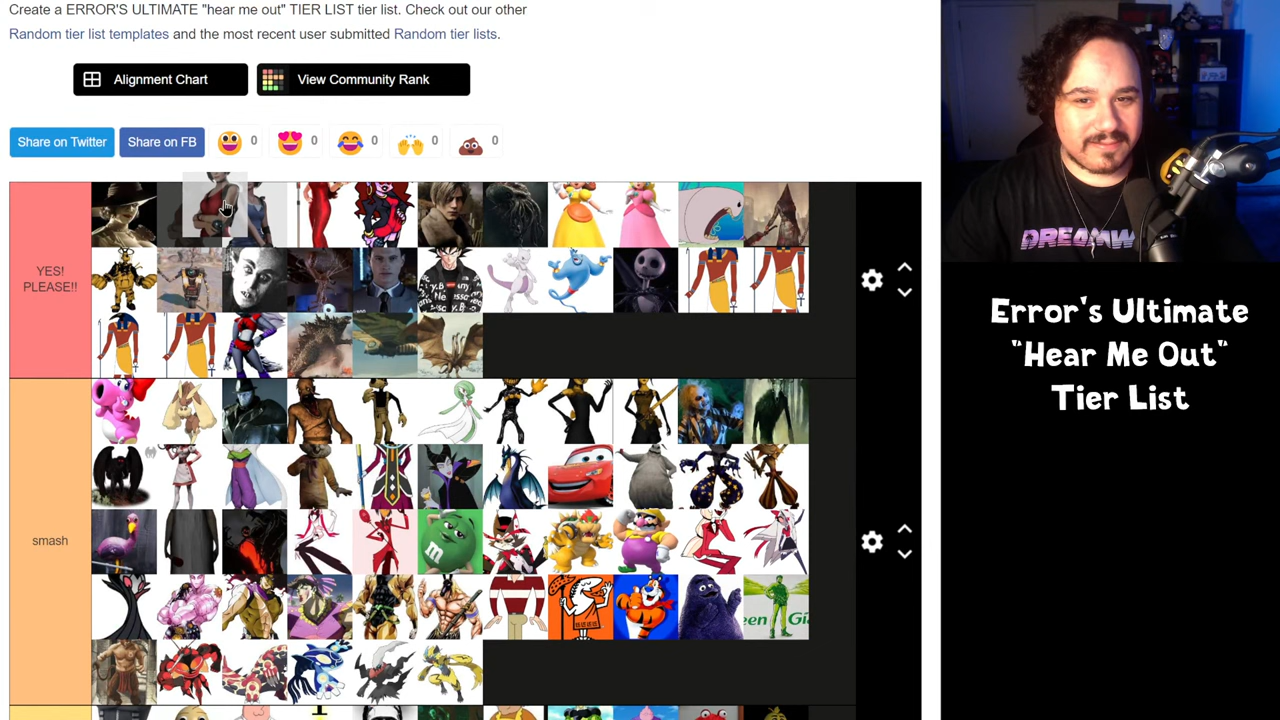 Create a ERROR'S ULTIMATE "hear me out" TIER LIST tier list. Check out our other
Random tier list templates and the most recent user submitted Random tier lists.
Alignment Chart
View Community Rank
Share on Twitter
Share on FB
0
0
0
0
0
YES!
PLEASE!!
smash
m
een Gi
DREAMW
Error's Ultimate
"Hear Me Out"
Tier List